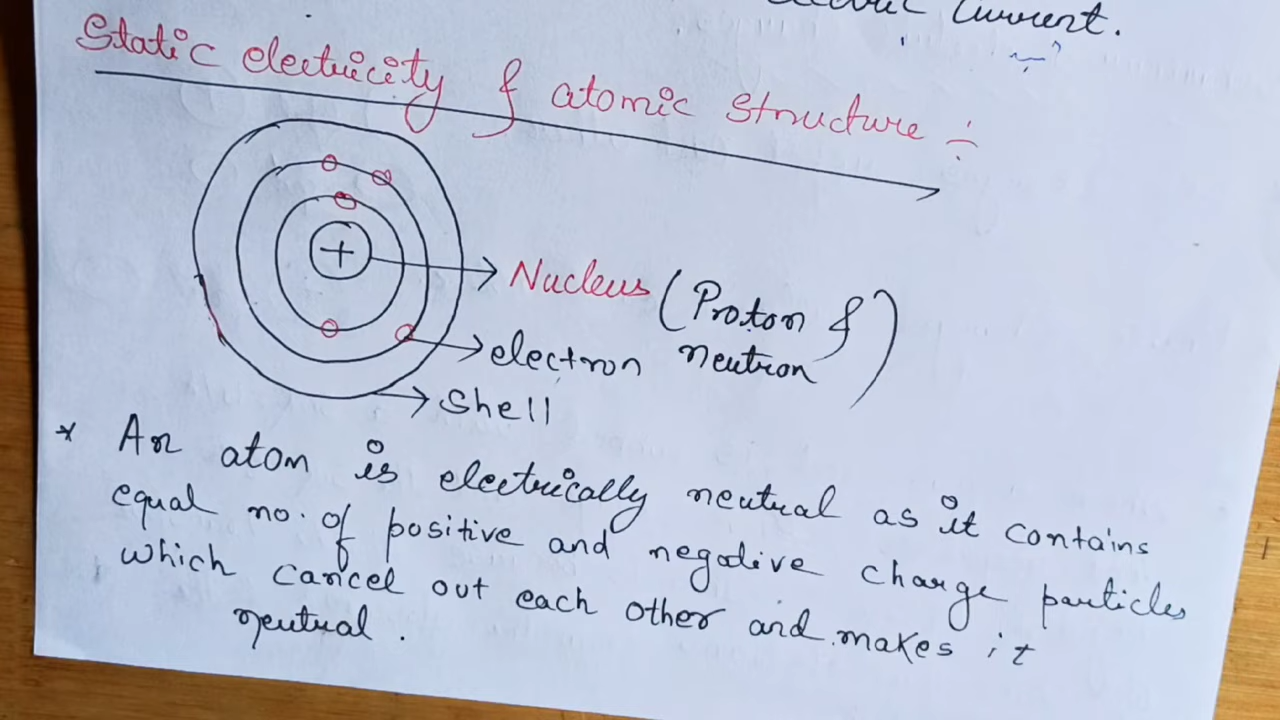 Current.
Static electricity & atomic structure :-
+
Nucleus (Proton &
neutron)
electron
Shell
* An atom is electrically neutral as it contains
equal no. of positive and negative charge particles
which cancel out each other and makes it
neutral.